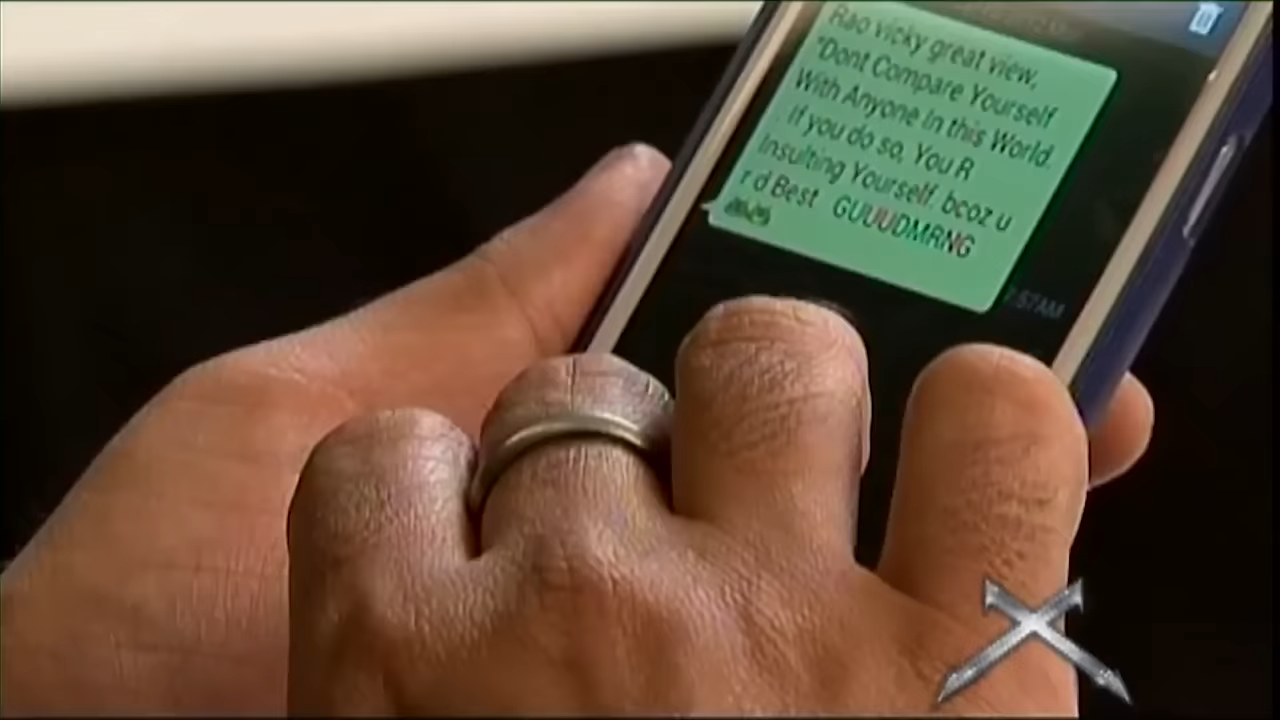 Rao vicky great view,
"Dont Compare Yourself
With Anyone In this World.
If you do so, You R
Insulting Yourself. bcoz u
r d Best GUUUDMRNG
:57AM